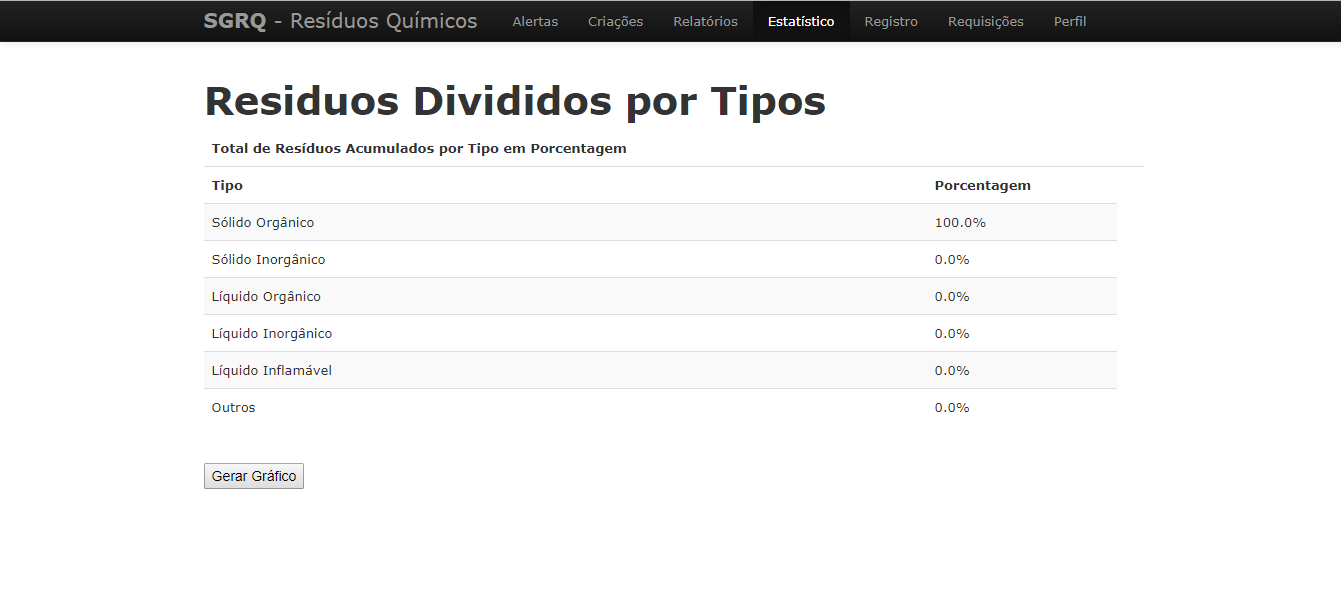 SGRQ - Resíduos Químicos Alertas Criações Relatórios Estatístico Registro Requisições Perfil
Residuos Divididos por Tipos
Total de Resíduos Acumulados por Tipo em Porcentagem
Tipo Porcentagem
Sólido Orgânico 100.0%
Sólido Inorgânico 0.0%
Líquido Orgânico 0.0%
Líquido Inorgânico 0.0%
Líquido Inflamável 0.0%
Outros 0.0%
Gerar Gráfico